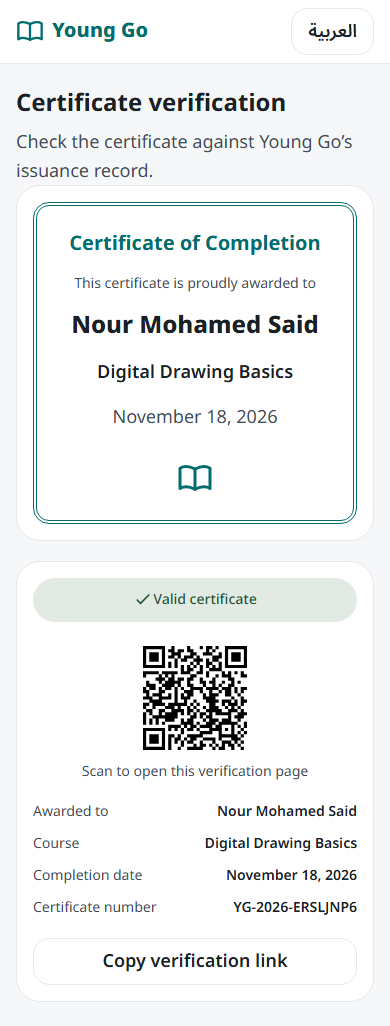 Young Go
العربية
Certificate verification
Check the certificate against Young Go’s
issuance record.
Certificate of Completion
This certificate is proudly awarded to
Nour Mohamed Said
Digital Drawing Basics
November 18, 2026
Valid certificate
Scan to open this verification page
Awarded to Nour Mohamed Said
Course Digital Drawing Basics
Completion date November 18, 2026
Certificate number YG-2026-ERSLJNP6
Copy verification link